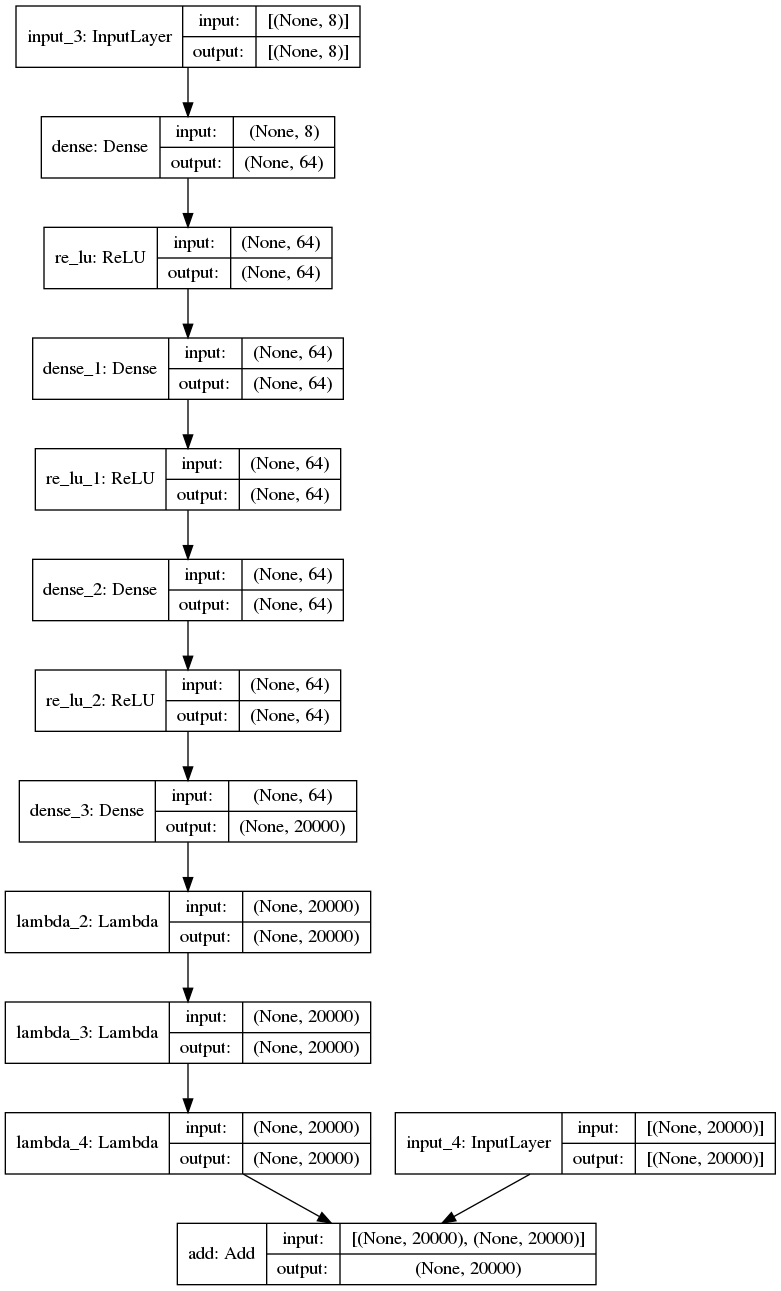 input_3: InputLayer
input: [(None, 8)]
output: [(None, 8)]
dense: Dense
input: (None, 8)
output: (None, 64)
re_lu: ReLU
input: (None, 64)
output: (None, 64)
dense_1: Dense
input: (None, 64)
output: (None, 64)
re_lu_1: ReLU
input: (None, 64)
output: (None, 64)
dense_2: Dense
input: (None, 64)
output: (None, 64)
re_lu_2: ReLU
input: (None, 64)
output: (None, 64)
dense_3: Dense
input: (None, 64)
output: (None, 20000)
lambda_2: Lambda
input: (None, 20000)
output: (None, 20000)
lambda_3: Lambda
input: (None, 20000)
output: (None, 20000)
lambda_4: Lambda
input: (None, 20000)
output: (None, 20000)
input_4: InputLayer
input: [(None, 20000)]
output: [(None, 20000)]
add: Add
input: [(None, 20000), (None, 20000)]
output: (None, 20000)